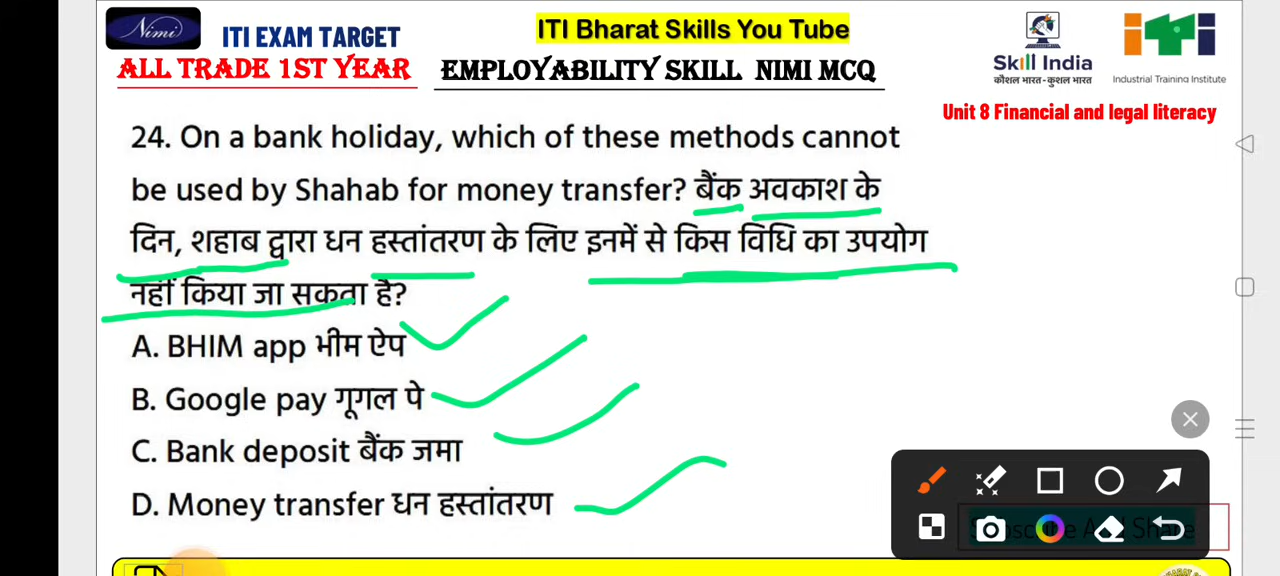 Nimi
ITI EXAM TARGET
ITI Bharat Skills You Tube
ALL TRADE 1ST YEAR
EMPLOYABILITY SKILL NIMI MCQ
Skill India
कौशल भारत-कुशल भारत
Industrial Training Institute
Unit 8 Financial and legal literacy
24. On a bank holiday, which of these methods cannot
be used by Shahab for money transfer? बैंक अवकाश के
दिन, शहाब द्वारा धन हस्तांतरण के लिए इनमें से किस विधि का उपयोग
नहीं किया जा सकता है?
A. BHIM app भीम ऐप
B. Google pay गूगल पे
C. Bank deposit बैंक जमा
D. Money transfer धन हस्तांतरण
Share